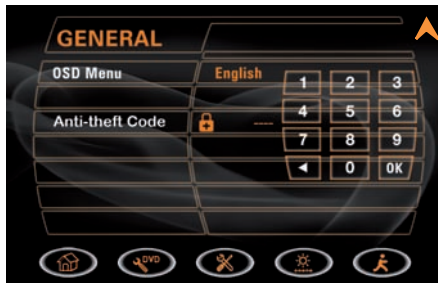 GENERAL
OSD Menu English
1 2 3
Anti-theft Code ----
4 5 6
7 8 9
◄ 0 OK
DVD